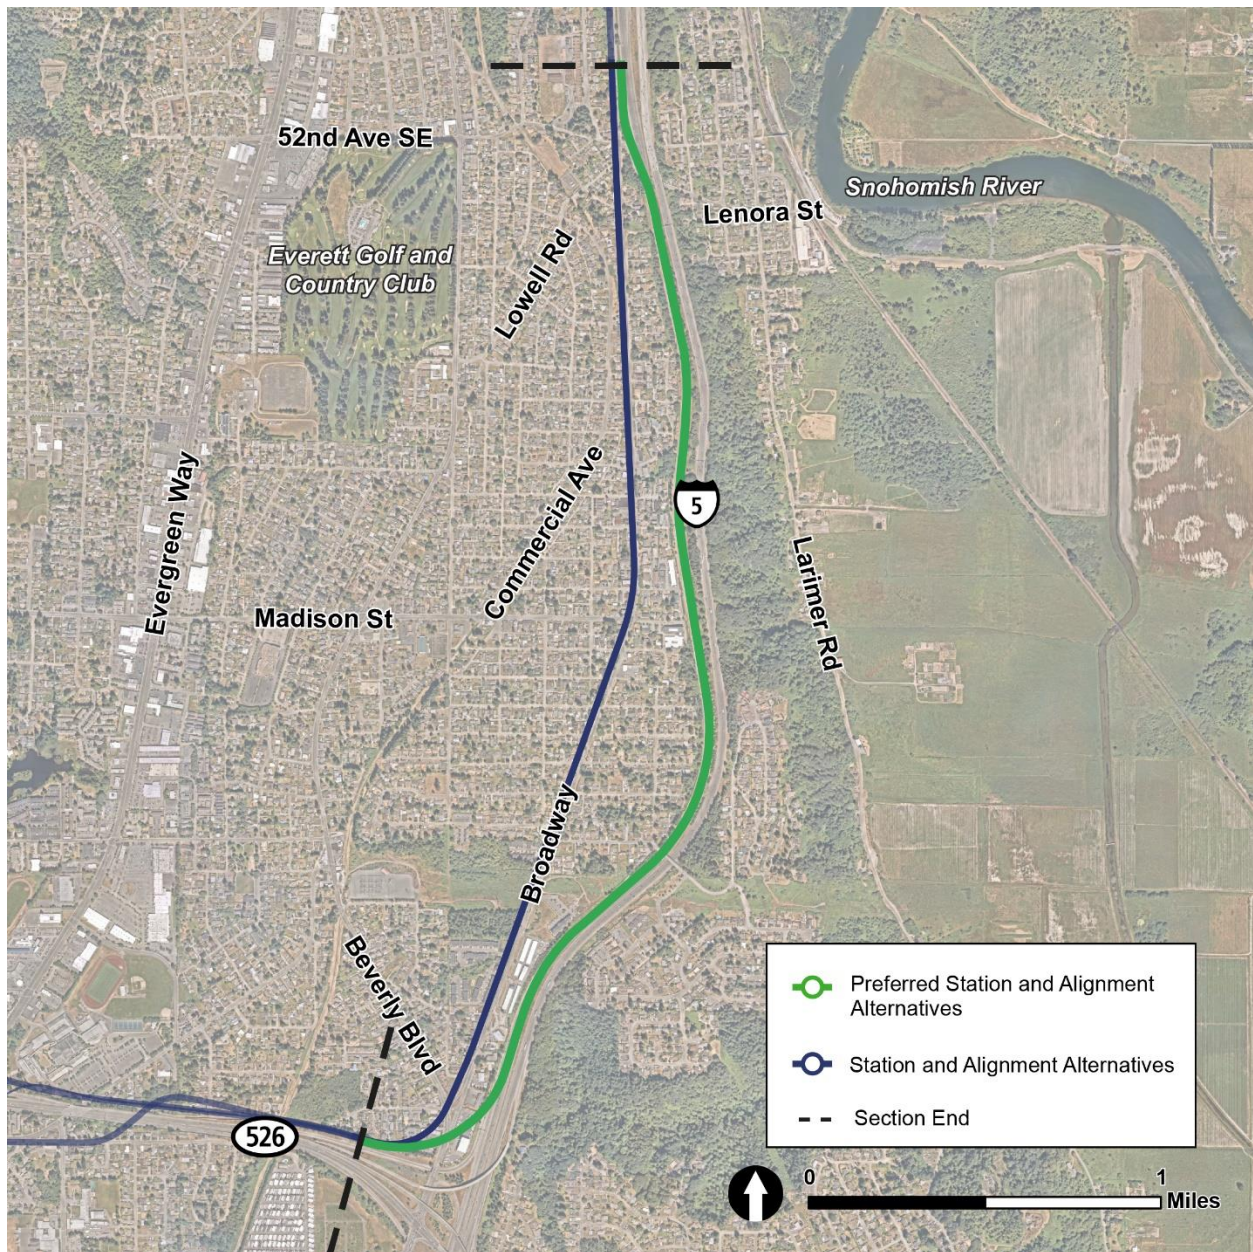 52nd Ave SE
Snohomish River
Lenora St
Everett Golf and
Country Club
Lowell Rd
Evergreen Way
Commercial Ave
5
Larimer Rd
Madison St
Broadway
Beverly Blvd
526
Preferred Station and Alignment
Alternatives
Station and Alignment Alternatives
Section End
0 1
Miles